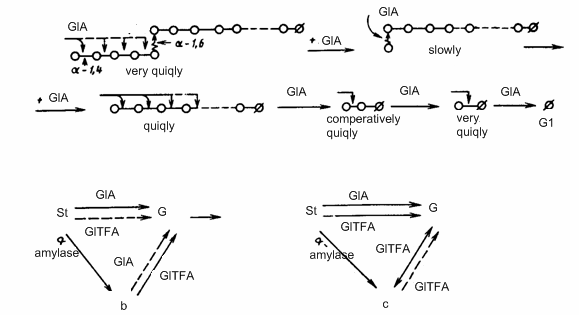 GlA
α-1,6
α-1,4
very quiqly
+ GlA
GlA
slowly
+ GlA
quiqly
GlA
comperatively
quiqly
GlA
very
quiqly
GlA
G1
GlA
St
G
GlTFA
α-
amylase
GlA
GlTFA
b
GlA
St
G
GlTFA
α-
amylase
GlTFA
GlTFA
c